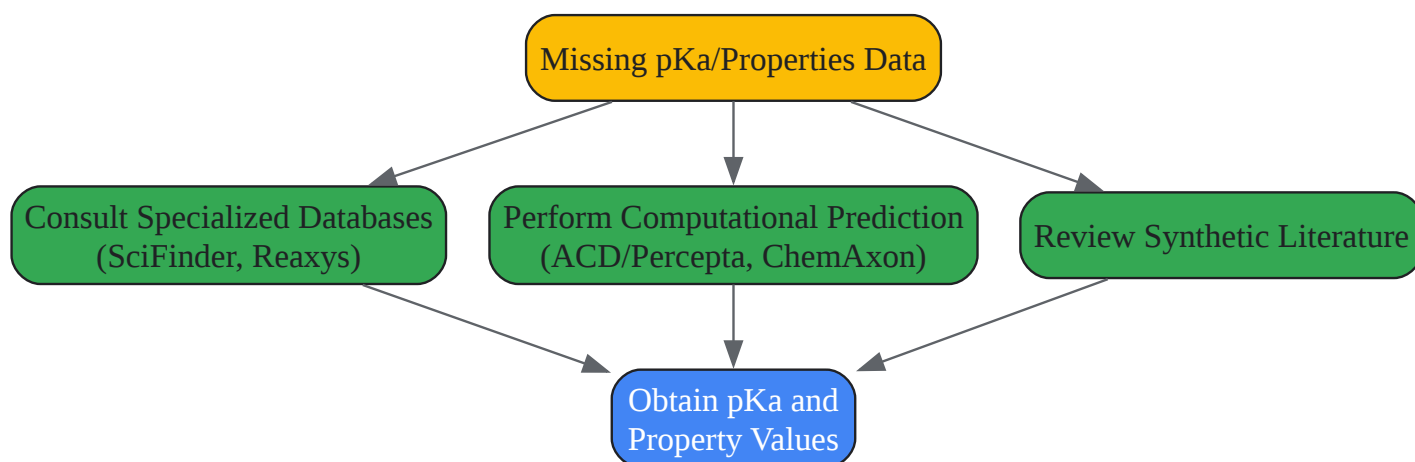 Missing pKa/Properties Data
Consult Specialized Databases
(SciFinder, Reaxys)
Perform Computational Prediction
(ACD/Percepta, ChemAxon)
Review Synthetic Literature
Obtain pKa and
Property Values